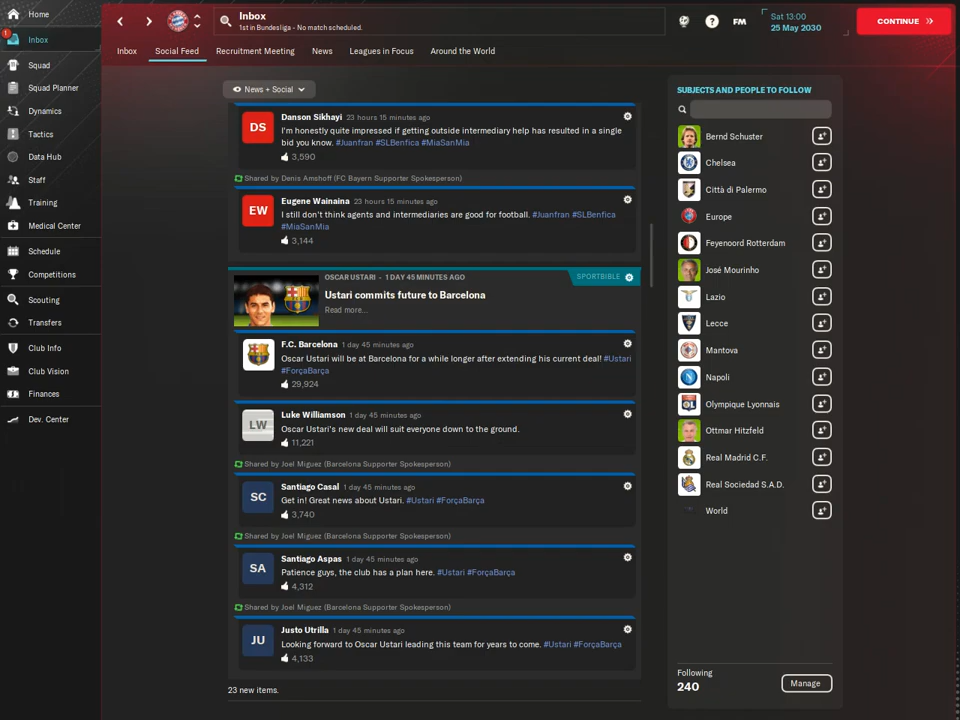 Home
Inbox
1
Squad
Squad Planner
Dynamics
Tactics
Data Hub
Staff
Training
Medical Center
Schedule
Competitions
Scouting
Transfers
Club Info
Club Vision
Finances
Dev. Center
Inbox
1st in Bundesliga - No match scheduled.
?
FM
Sat 13:00
25 May 2030
CONTINUE
Inbox
Social Feed
Recruitment Meeting
News
Leagues in Focus
Around the World
News + Social
DS
Danson Sikhayi 23 hours 15 minutes ago
I'm honestly quite impressed if getting outside intermediary help has resulted in a single
bid you know. #Juanfran #SLBenfica #MiaSanMia
3,590
Shared by Denis Amshoff (FC Bayern Supporter Spokesperson)
EW
Eugene Wainaina 23 hours 15 minutes ago
I still don't think agents and intermediaries are good for football. #Juanfran #SLBenfica
#MiaSanMia
3,144
OSCAR USTARI - 1 DAY 45 MINUTES AGO
SPORTBIBLE
Ustari commits future to Barcelona
Read more...
F.C. Barcelona 1 day 45 minutes ago
Oscar Ustari will be at Barcelona for a while longer after extending his current deal! #Ustari
#ForçaBarça
29,924
LW
Luke Williamson 1 day 45 minutes ago
Oscar Ustari's new deal will suit everyone down to the ground.
11,221
Shared by Joel Miguez (Barcelona Supporter Spokesperson)
SC
Santiago Casal 1 day 45 minutes ago
Get in! Great news about Ustari. #Ustari #ForçaBarça
3,740
Shared by Joel Miguez (Barcelona Supporter Spokesperson)
SA
Santiago Aspas 1 day 45 minutes ago
Patience guys, the club has a plan here. #Ustari #ForçaBarça
4,312
Shared by Joel Miguez (Barcelona Supporter Spokesperson)
JU
Justo Utrilla 1 day 45 minutes ago
Looking forward to Oscar Ustari leading this team for years to come. #Ustari #ForçaBarça
4,133
23 new items.
SUBJECTS AND PEOPLE TO FOLLOW
Bernd Schuster
Chelsea
Città di Palermo
Europe
Feyenoord Rotterdam
José Mourinho
Lazio
Lecce
Mantova
Napoli
Olympique Lyonnais
Ottmar Hitzfeld
Real Madrid C.F.
Real Sociedad S.A.D.
World
Following
240
Manage